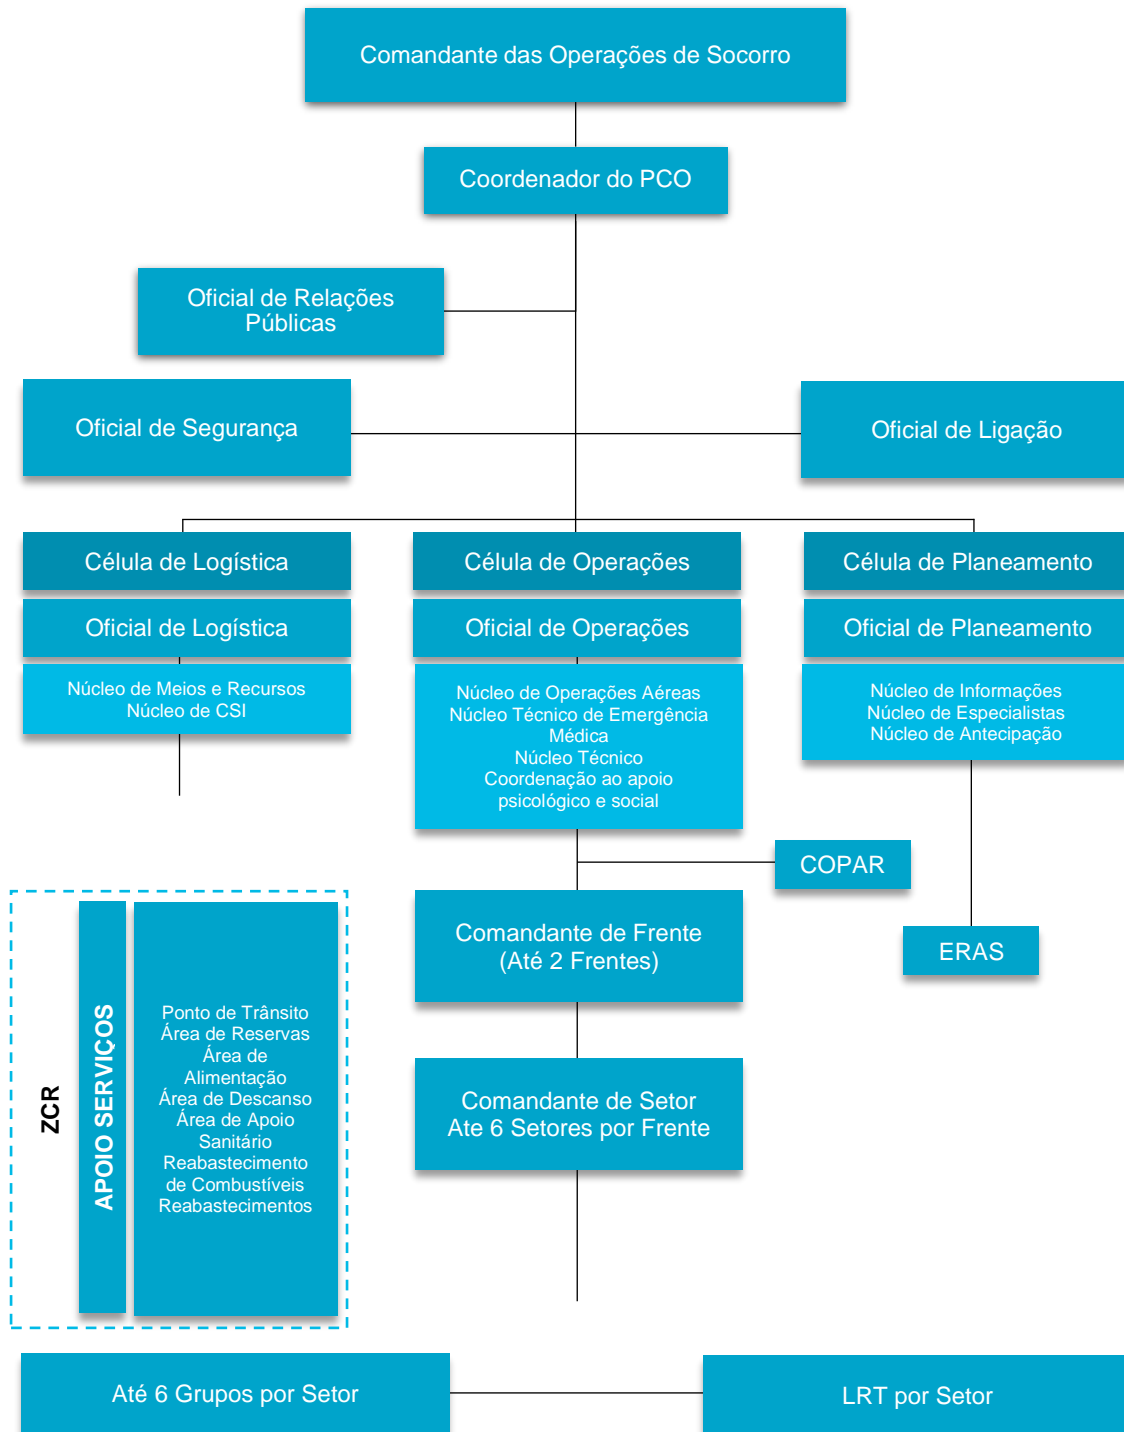 Comandante das Operações de Socorro
Coordenador do PCO
Oficial de Relações
Públicas
Oficial de Segurança
Oficial de Ligação
Célula de Logística
Célula de Operações
Célula de Planeamento
Oficial de Logística
Oficial de Operações
Oficial de Planeamento
Núcleo de Meios e Recursos
Núcleo de CSI
Núcleo de Operações Aéreas
Núcleo Técnico de Emergência
Médica
Núcleo Técnico
Coordenação ao apoio
psicológico e social
Núcleo de Informações
Núcleo de Especialistas
Núcleo de Antecipação
COPAR
ERAS
Comandante de Frente
(Até 2 Frentes)
Comandante de Setor
Ate 6 Setores por Frente
ZCR
APOIO SERVIÇOS
Ponto de Trânsito
Área de Reservas
Área de
Alimentação
Área de Descanso
Área de Apoio
Sanitário
Reabastecimento
de Combustíveis
Reabastecimentos
Até 6 Grupos por Setor
LRT por Setor